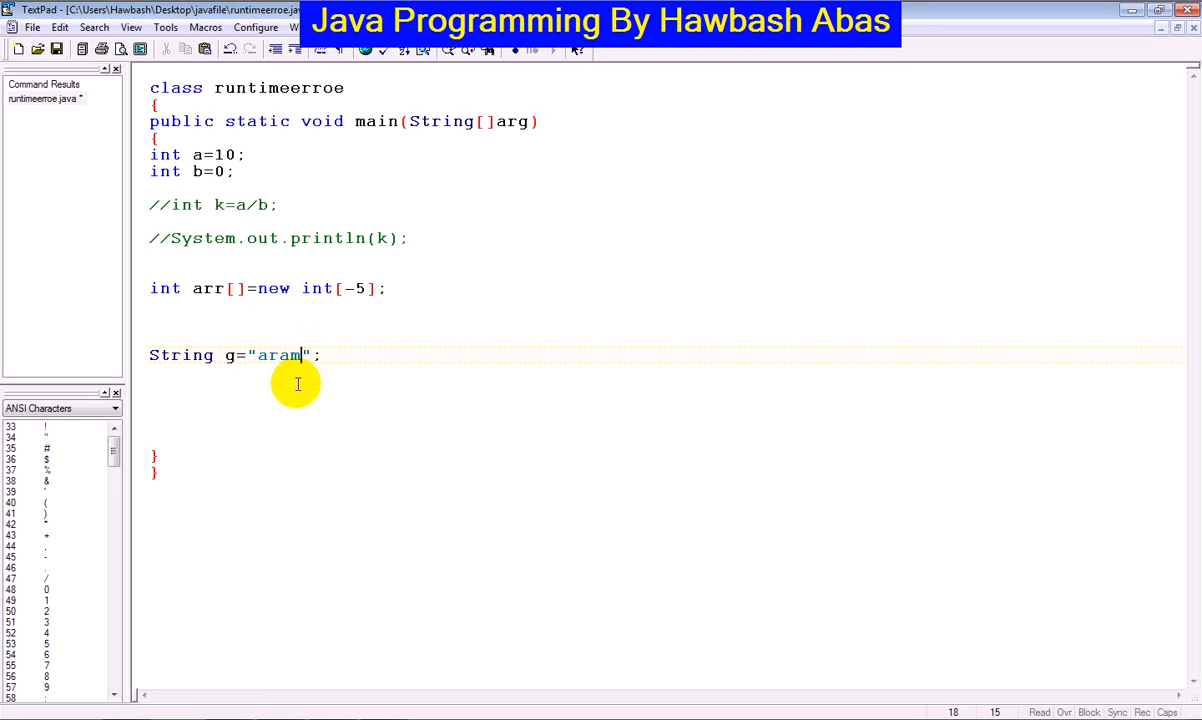 TextPad - [C:\Users\Hawbash\Desktop\javafile\runtimeerroe.java
Java Programming By Hawbash Abas
File Edit Search View Tools Macros Configure
Command Results
runtimeerroe.java *
class runtimeerroe
{
public static void main(String[]arg)
{
int a=10;
int b=0;
//int k=a/b;
//System.out.println(k);
int arr[]=new int[-5];
String g="aram";
}
}
ANSI Characters
33 !
34 "
35 #
36 $
37 %
38 &
39 '
40 (
41 )
42 *
43 +
44 ,
45 -
46 .
47 /
48 0
49 1
50 2
51 3
52 4
53 5
54 6
55 7
56 8
57 9
58 :
18 15 Read Ovr Block Sync Rec Caps